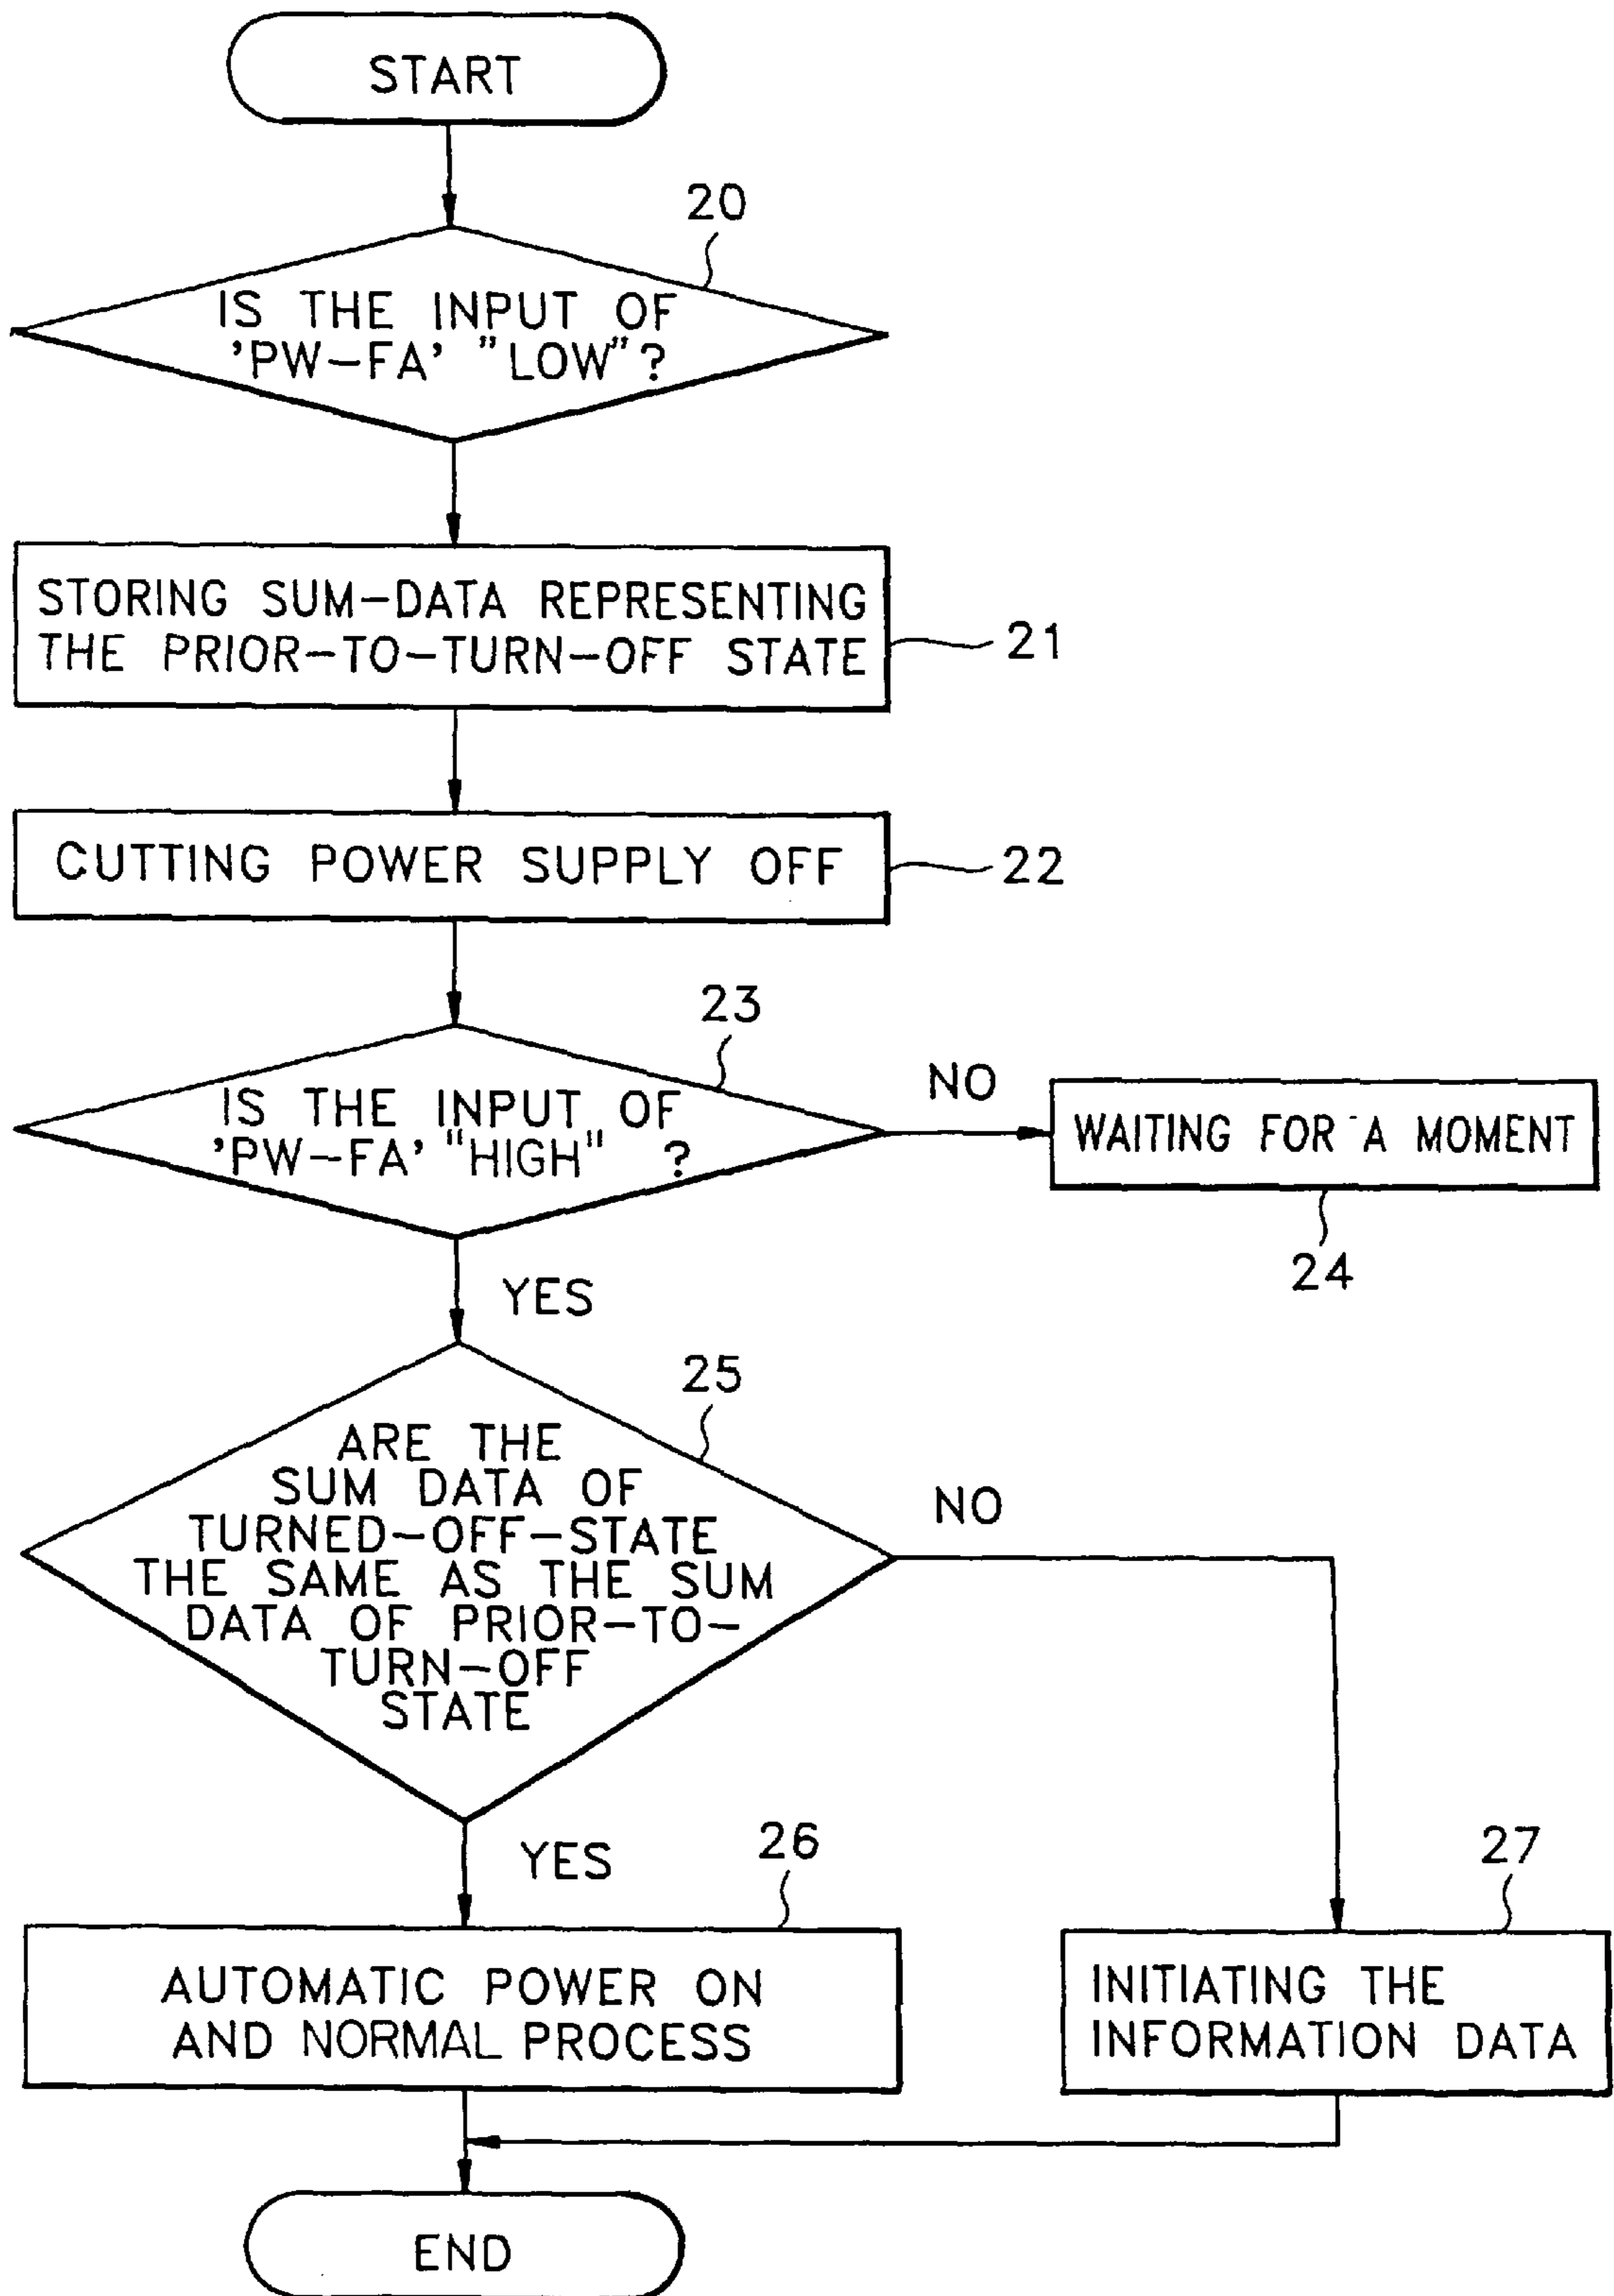 START
20
IS THE INPUT OF
'PW-FA' "LOW"?
STORING SUM-DATA REPRESENTING
THE PRIOR-TO-TURN-OFF STATE
21
CUTTING POWER SUPPLY OFF
22
23
IS THE INPUT OF
'PW-FA' "HIGH" ?
NO
WAITING FOR A MOMENT
24
YES
25
ARE THE
SUM DATA OF
TURNED-OFF-STATE
THE SAME AS THE SUM
DATA OF PRIOR-TO-
TURN-OFF
STATE
NO
YES
26
AUTOMATIC POWER ON
AND NORMAL PROCESS
27
INITIATING THE
INFORMATION DATA
END